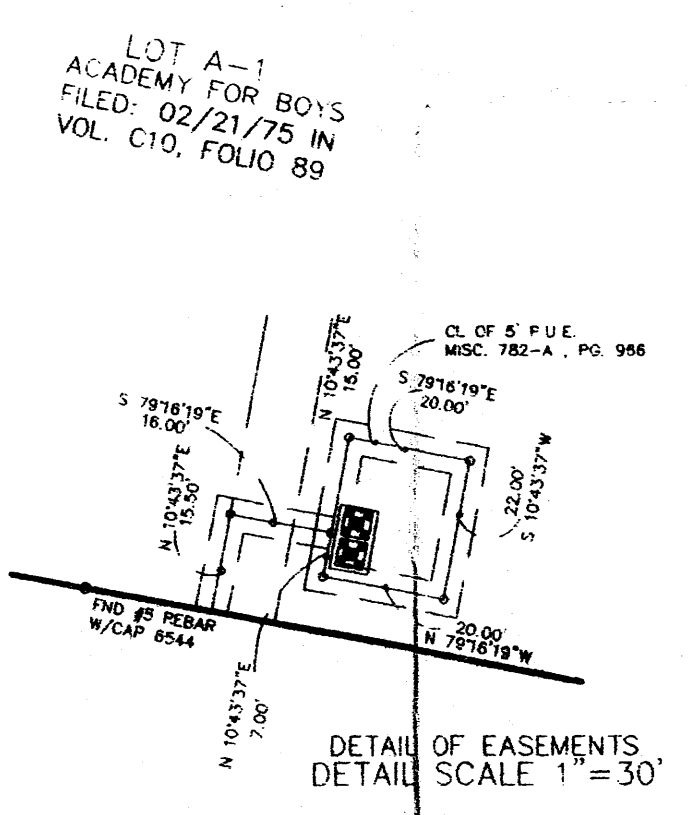 LOT A-1
ACADEMY FOR BOYS
FILED: 02/21/75 IN
VOL. C10, FOLIO 89
CL OF 5' P.U.E.
MISC. 782-A , PG. 966
N 10°43'37"E
15.00'
S 79°16'19"E
20.00'
S 79°16'19"E
16.00'
N 10°43'37"E
15.50'
22.00'
S 10°43'37"W
FND #5 REBAR
W/CAP 6544
20.00'
N 79°16'19"W
N 10°43'37"E
7.00'
DETAIL OF EASEMENTS
DETAIL SCALE 1"=30'